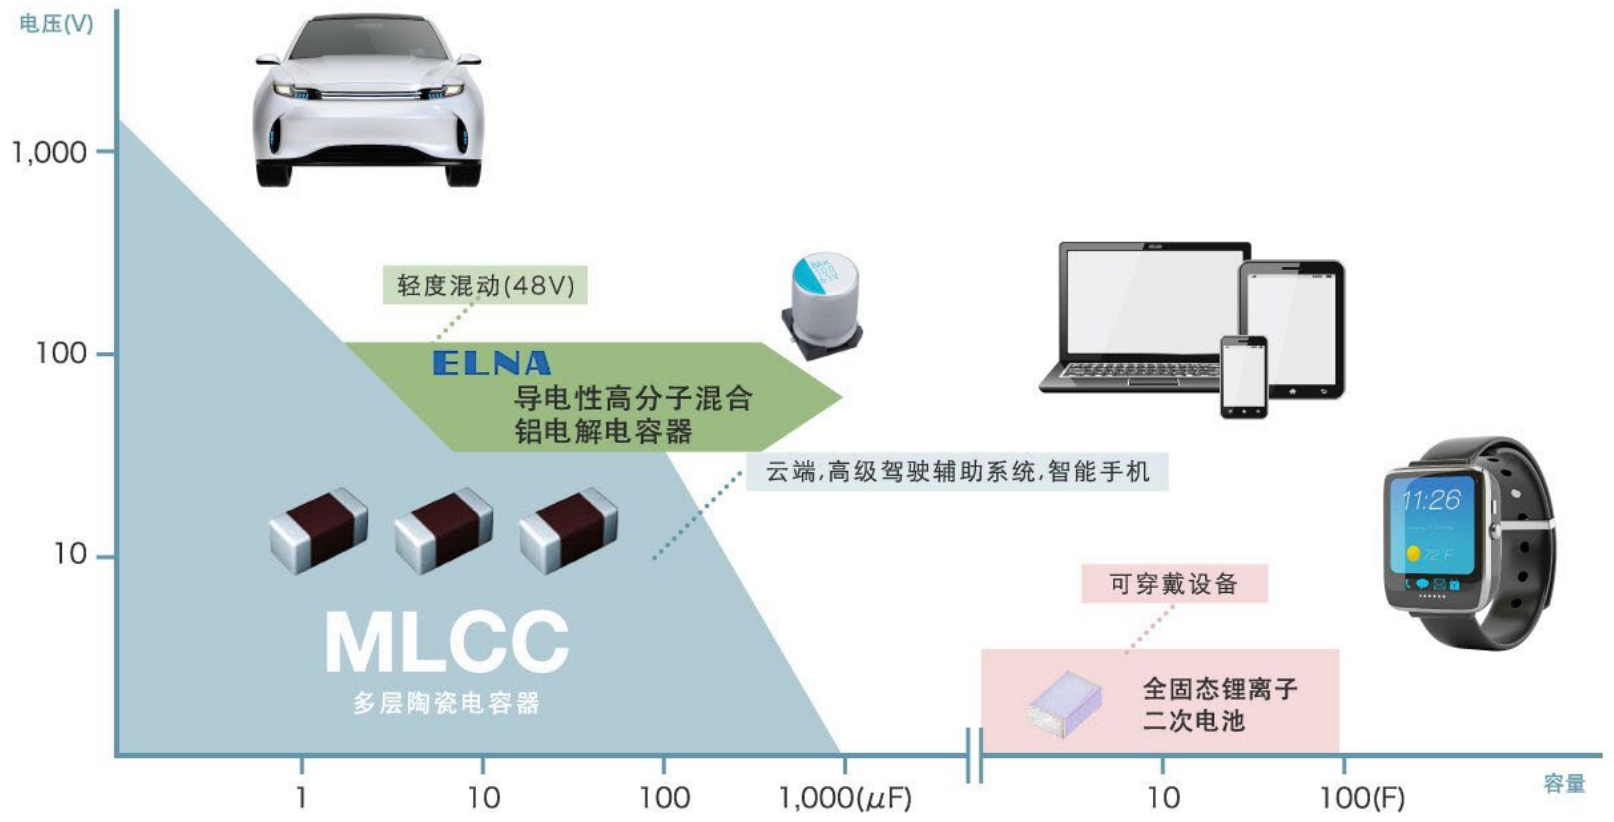 电压(V)
1,000
轻度混动(48V)
100
ELNA
导电性高分子混合
铝电解电容器
云端,高级驾驶辅助系统,智能手机
11:26
72°F
10
可穿戴设备
MLCC
多层陶瓷电容器
全固态锂离子
二次电池
1
10
100
1,000(μF)
10
100(F)
容量